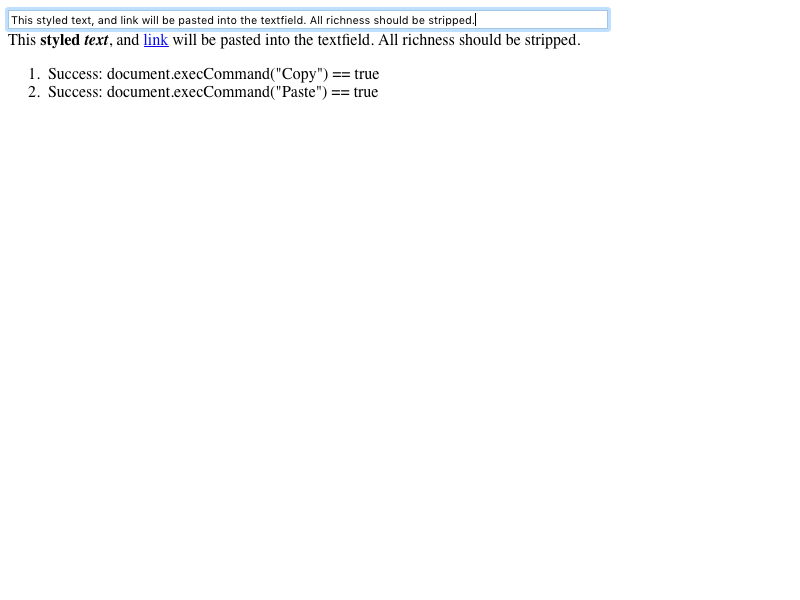 This styled text, and link will be pasted into the textfield. All richness should be stripped.
This styled text, and link will be pasted into the textfield. All richness should be stripped.
1. Success: document.execCommand("Copy") == true
2. Success: document.execCommand("Paste") == true